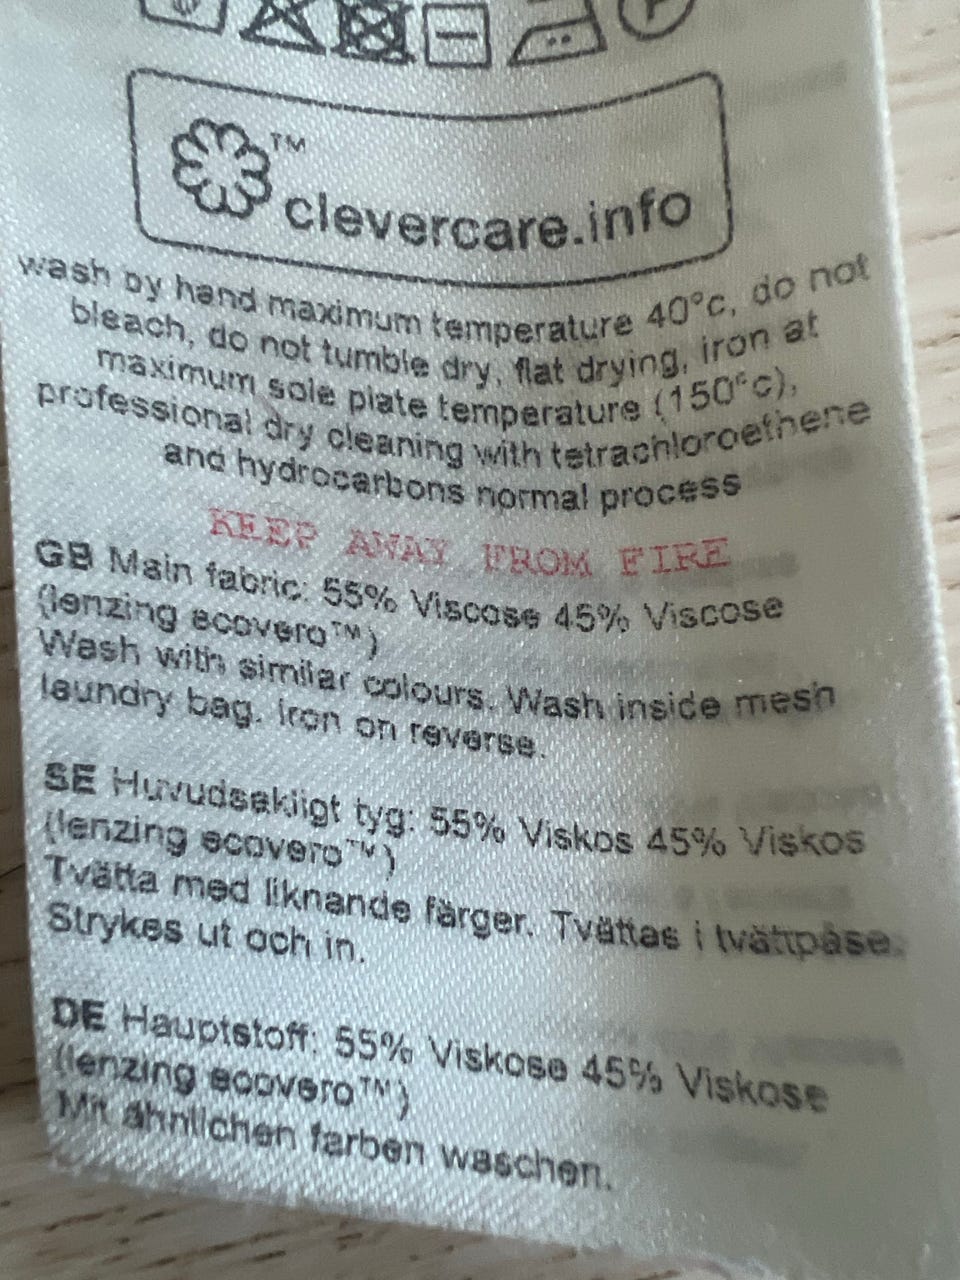 ™
clevercare.info
wash by hand maximum temperature 40°c, do not
bleach, do not tumble dry, flat drying, iron at
maximum sole plate temperature (150°c),
professional dry cleaning with tetrachloroethene
and hydrocarbons normal process
KEEP AWAY FROM FIRE
GB Main fabric: 55% Viscose 45% Viscose
(lenzing ecovero™)
Wash with similar colours. Wash inside mesh
laundry bag. Iron on reverse.
SE Huvudsakligt tyg: 55% Viskos 45% Viskos
(lenzing ecovero™)
Tvätta med liknande färger. Tvättas i tvättpåse.
Strykes ut och in.
DE Hauptstoff: 55% Viskose 45% Viskose
(lenzing ecovero™)
Mit ähnlichen farben waschen.